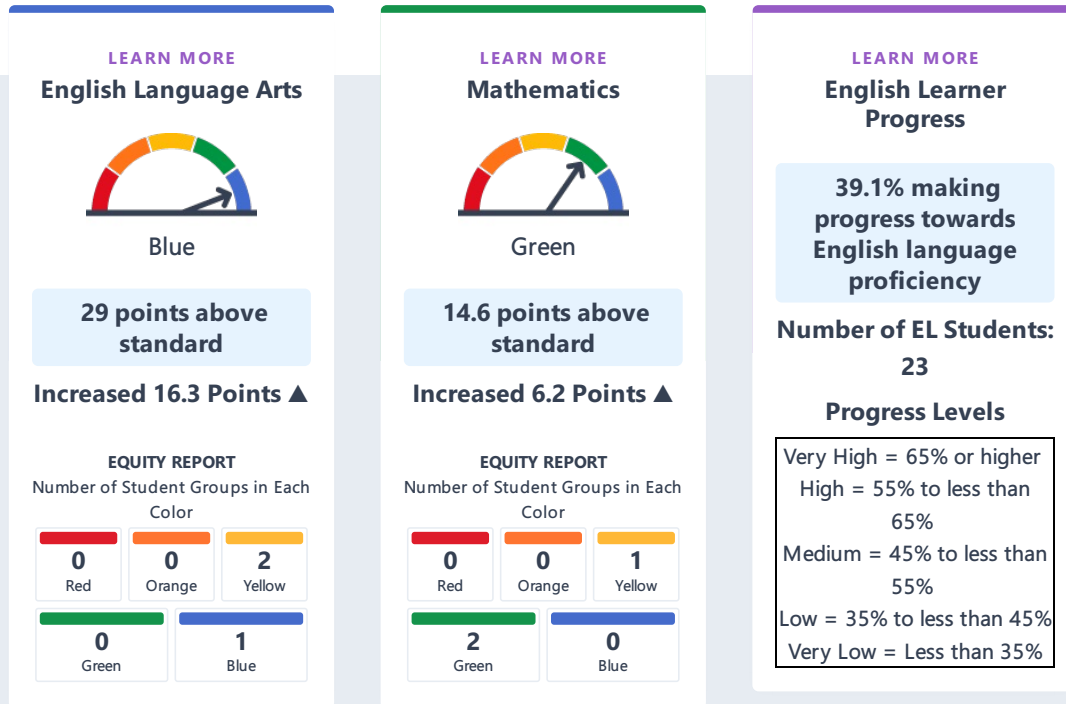 LEARN MORE
English Language Arts
Blue
29 points above
standard
Increased 16.3 Points ▲
EQUITY REPORT
Number of Student Groups in Each
Color
0
Red
0
Orange
2
Yellow
0
Green
1
Blue
LEARN MORE
Mathematics
Green
14.6 points above
standard
Increased 6.2 Points ▲
EQUITY REPORT
Number of Student Groups in Each
Color
0
Red
0
Orange
1
Yellow
2
Green
0
Blue
LEARN MORE
English Learner
Progress
39.1% making
progress towards
English language
proficiency
Number of EL Students:
23
Progress Levels
Very High = 65% or higher
High = 55% to less than
65%
Medium = 45% to less than
55%
Low = 35% to less than 45%
Very Low = Less than 35%